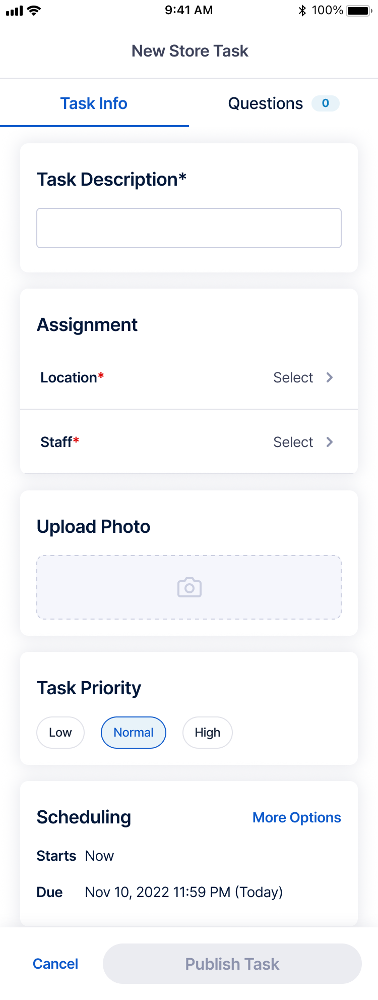 9:41 AM 100%
New Store Task
Task Info Questions 0
Task Description*
Assignment
Location* Select
Staff* Select
Upload Photo
Task Priority
Low Normal High
Scheduling More Options
Starts Now
Due Nov 10, 2022 11:59 PM (Today)
Cancel Publish Task